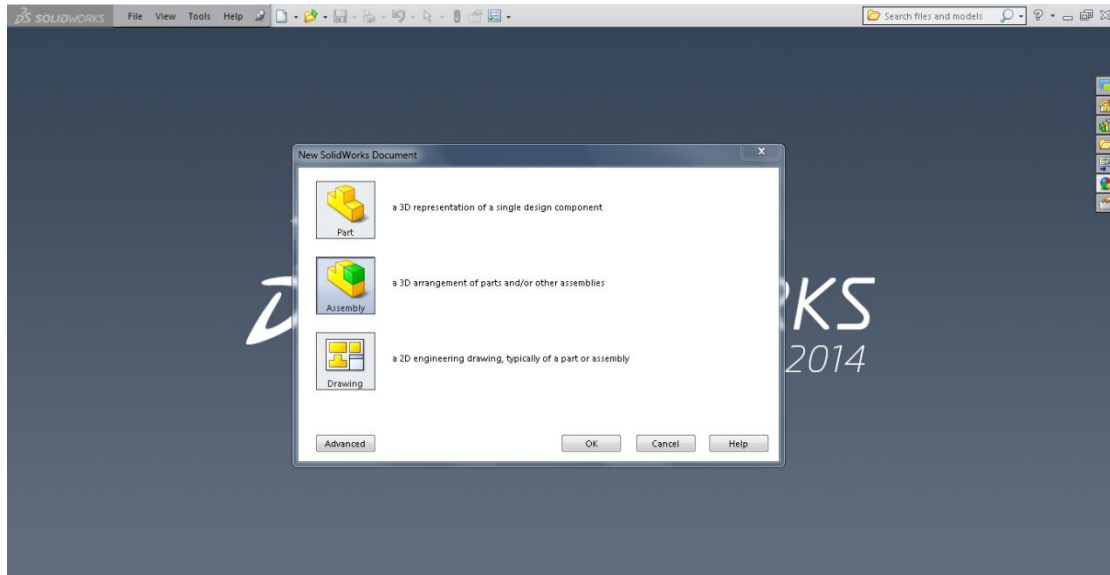 SOLIDWORKS File View Tools Help Search files and models ?
New SolidWorks Document x
Part
a 3D representation of a single design component
Assembly
a 3D arrangement of parts and/or other assemblies
KS
2014
Drawing
a 2D engineering drawing, typically of a part or assembly
Advanced OK Cancel Help